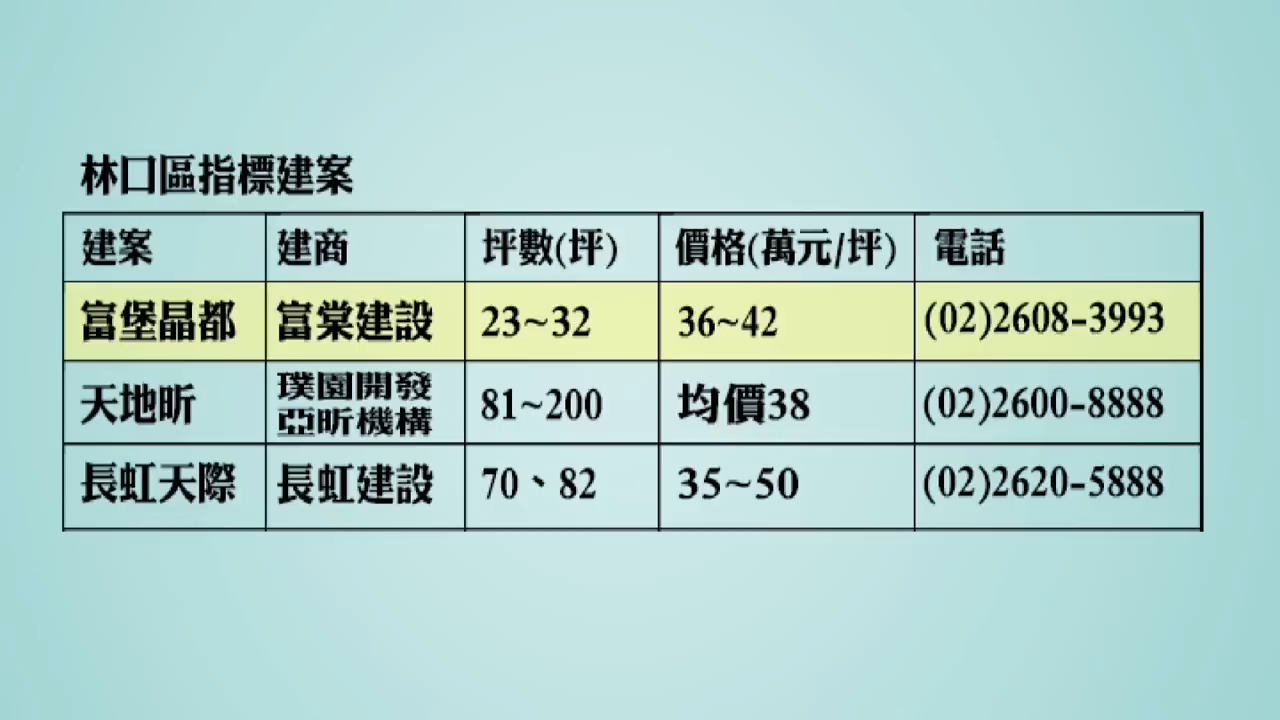 林口區指標建案
建案 建商 坪數(坪) 價格(萬元/坪) 電話
富堡晶都 富棠建設 23~32 36~42 (02)2608-3993
天地昕 璞園開發 亞昕機構 81~200 均價38 (02)2600-8888
長虹天際 長虹建設 70、82 35~50 (02)2620-5888